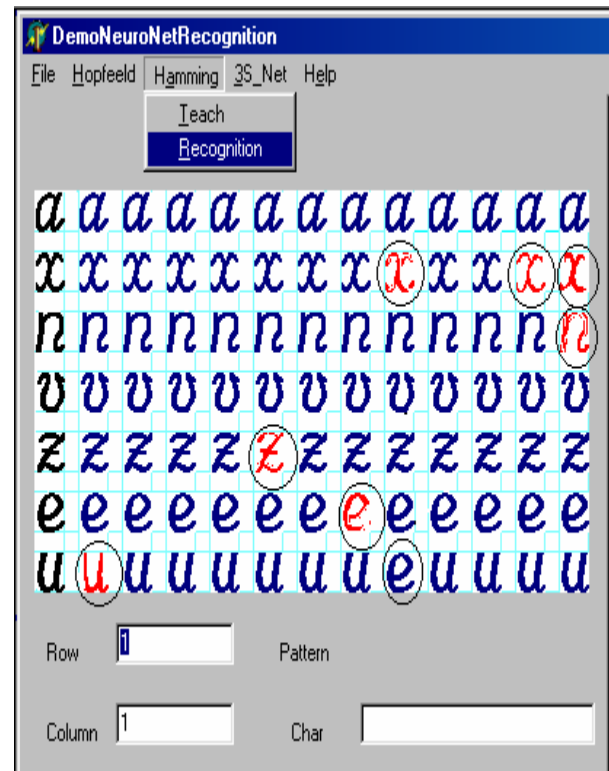 DemoNeuroNetRecognition
File Hopfeeld Hamming 3S_Net Help
Teach
Recognition
a a a a a a a a a a a a a
x x x x x x x x x x x x x
n n n n n n n n n n n n n
v v v v v v v v v v v v v
z z z z z z z z z z z z z
e e e e e e e e e e e e e
u u u u u u u u e u u u u
Row 1 Pattern
Column 1 Char